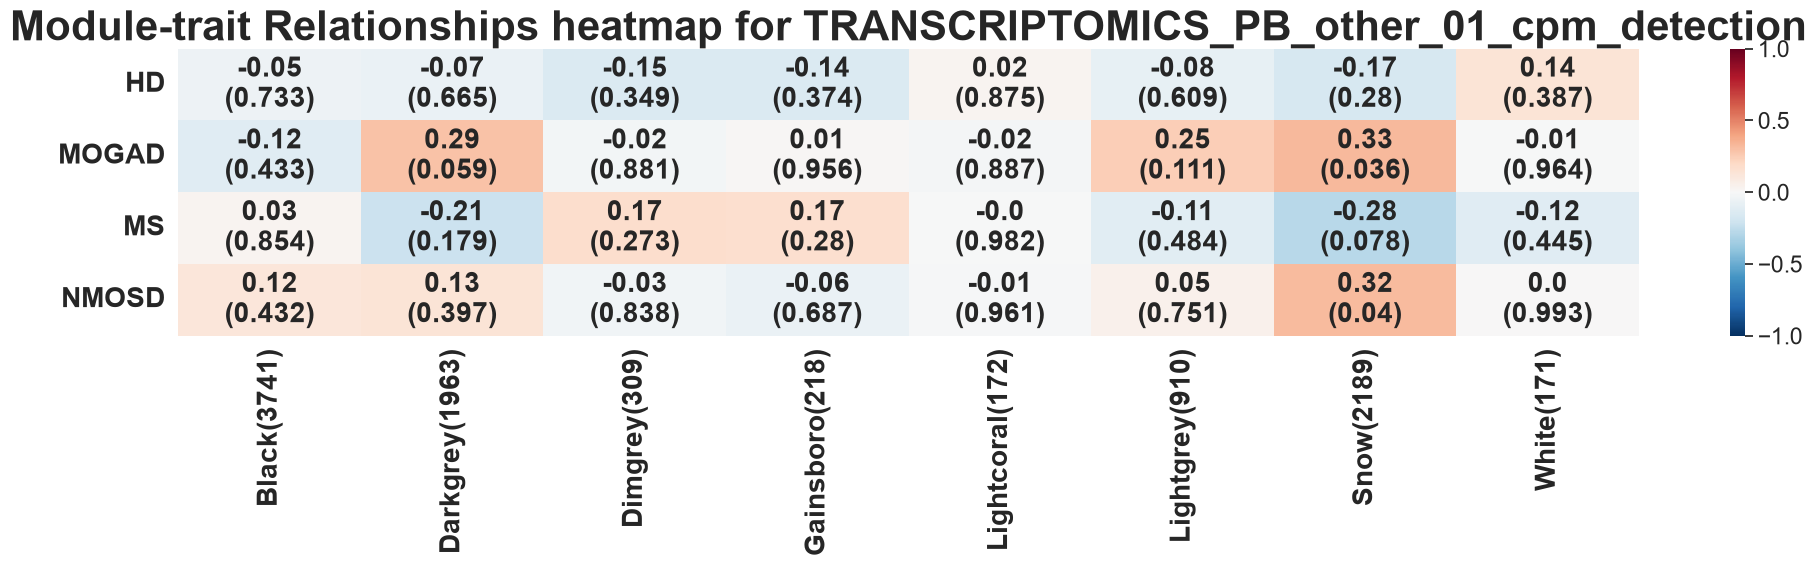 Module-trait Relationships heatmap for TRANSCRIPTOMICS_PB_other_01_cpm_detection
HD
-0.05 -0.07 -0.15 -0.14 0.02 -0.08 -0.17 0.14
(0.733) (0.665) (0.349) (0.374) (0.875) (0.609) (0.28) (0.387)
MOGAD
-0.12 0.29 -0.02 0.01 -0.02 0.25 0.33 -0.01
(0.433) (0.059) (0.881) (0.956) (0.887) (0.111) (0.036) (0.964)
MS
0.03 -0.21 0.17 0.17 -0.0 -0.11 -0.28 -0.12
(0.854) (0.179) (0.273) (0.28) (0.982) (0.484) (0.078) (0.445)
NMOSD
0.12 0.13 -0.03 -0.06 -0.01 0.05 0.32 0.0
(0.432) (0.397) (0.838) (0.687) (0.961) (0.751) (0.04) (0.993)
Black(3741)
Darkgrey(1963)
Dimgrey(309)
Gainsboro(218)
Lightcoral(172)
Lightgrey(910)
Snow(2189)
White(171)
1.0
0.5
0.0
−0.5
−1.0